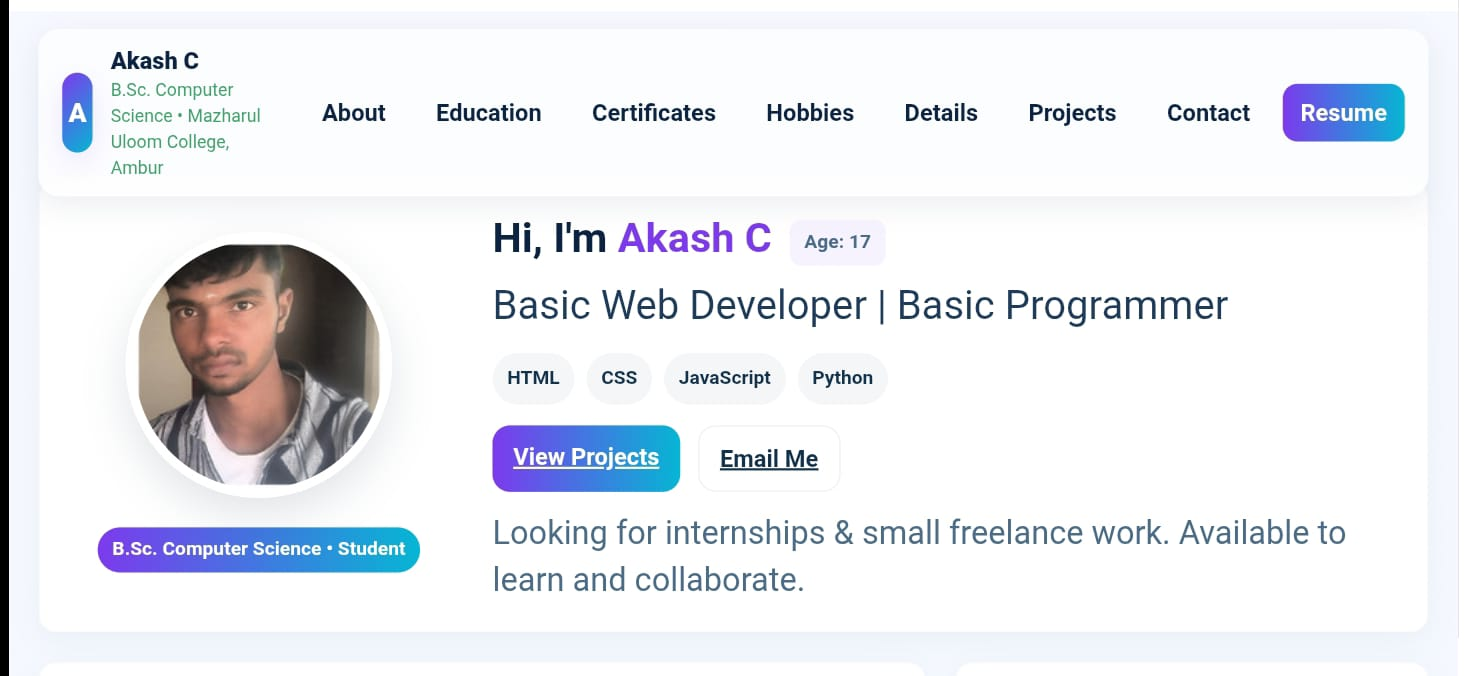 A
Akash C
B.Sc. Computer
Science • Mazharul
Uloom College,
Ambur
About
Education
Certificates
Hobbies
Details
Projects
Contact
Resume
Hi, I'm Akash C
Age: 17
Basic Web Developer | Basic Programmer
HTML
CSS
JavaScript
Python
View Projects
Email Me
Looking for internships & small freelance work. Available to
learn and collaborate.
B.Sc. Computer Science • Student